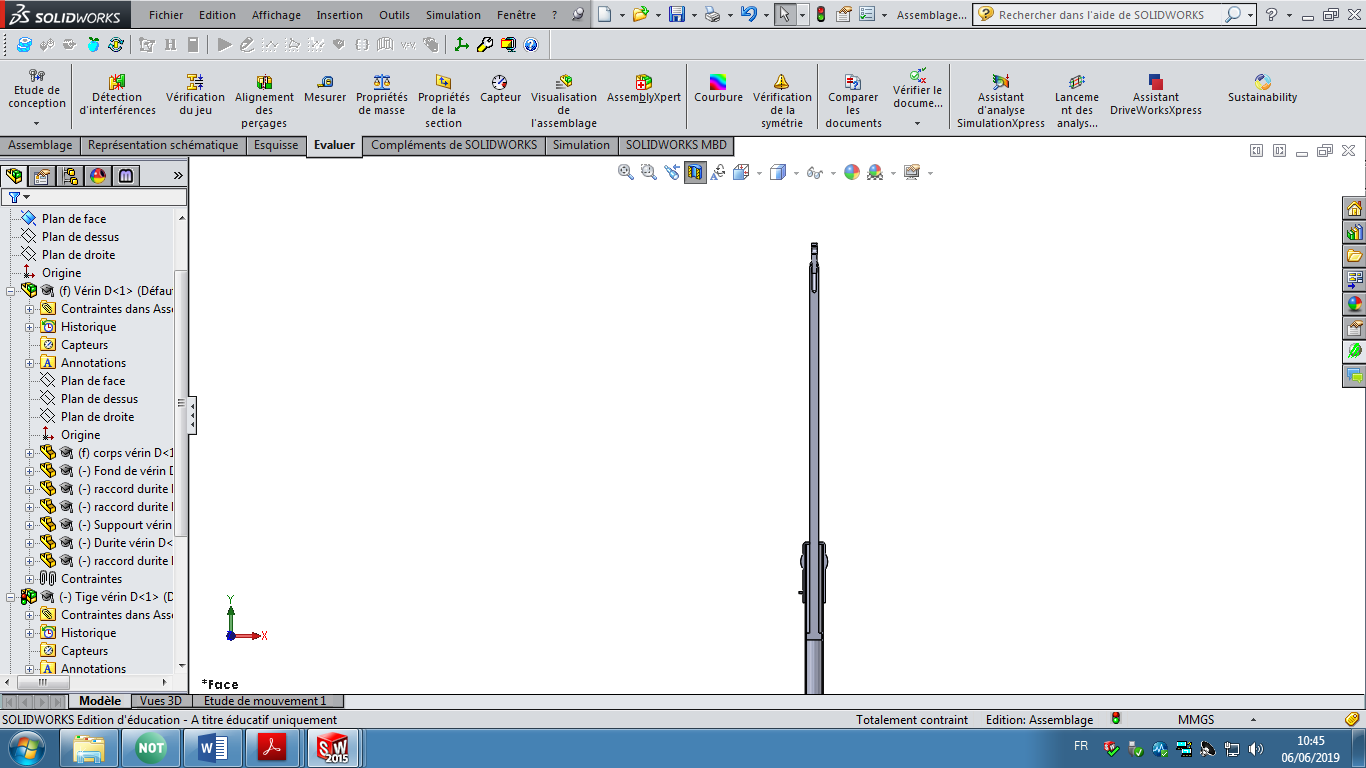 SOLIDWORKS
Fichier Edition Affichage Insertion Outils Simulation Fenêtre ? Assemblage... Rechercher dans l'aide de SOLIDWORKS ?
Etude de
conception
Détection
d'interférences
Vérification
du jeu
Alignement
des
perçages
Mesurer
Propriétés
de masse
Propriétés
de la
section
Capteur
Visualisation
de
l'assemblage
AssemblyXpert
Courbure
Vérification
de la
symétrie
Comparer
les
documents
Vérifier le
docume...
Assistant
d'analyse
SimulationXpress
Lanceme
nt des
analys...
Assistant
DriveWorksXpress
Sustainability
Assemblage Représentation schématique Esquisse Evaluer Compléments de SOLIDWORKS Simulation SOLIDWORKS MBD
Plan de face
Plan de dessus
Plan de droite
Origine
(f) Vérin D<1> (Défau
Contraintes dans Ass
Historique
Capteurs
Annotations
Plan de face
Plan de dessus
Plan de droite
Origine
(f) corps vérin D<1
(-) Fond de vérin D
(-) raccord durite
(-) raccord durite
(-) Suppourt vérin
(-) Durite vérin D<
(-) raccord durite
Contraintes
(-) Tige vérin D<1> (D
Contraintes dans Ass
Historique
Capteurs
Annotations
Y
X
*Face
Modèle Vues 3D Etude de mouvement 1
SOLIDWORKS Edition d'éducation - A titre éducatif uniquement Totalement contraint Edition: Assemblage MMGS
NOT
W
SW
2015
FR
10:45
06/06/2019